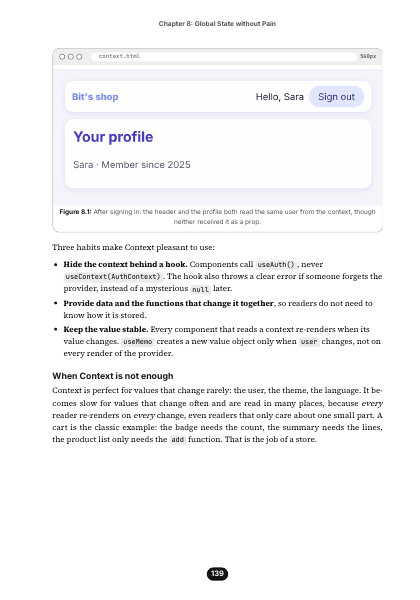 Chapter 8: Global State without Pain
context.html
560px
Bit's shop
Hello, Sara
Sign out
Your profile
Sara · Member since 2025
Figure 8.1: After signing in: the header and the profile both read the same user from the context, though
neither received it as a prop.
Three habits make Context pleasant to use:
• Hide the context behind a hook. Components call useAuth(), never
useContext(AuthContext). The hook also throws a clear error if someone forgets the
provider, instead of a mysterious null later.
• Provide data and the functions that change it together, so readers do not need to
know how it is stored.
• Keep the value stable. Every component that reads a context re-renders when its
value changes. useMemo creates a new value object only when user changes, not on
every render of the provider.
When Context is not enough
Context is perfect for values that change rarely: the user, the theme, the language. It be-
comes slow for values that change often and are read in many places, because every
reader re-renders on every change, even readers that only care about one small part. A
cart is the classic example: the badge needs the count, the summary needs the lines,
the product list only needs the add function. That is the job of a store.
139